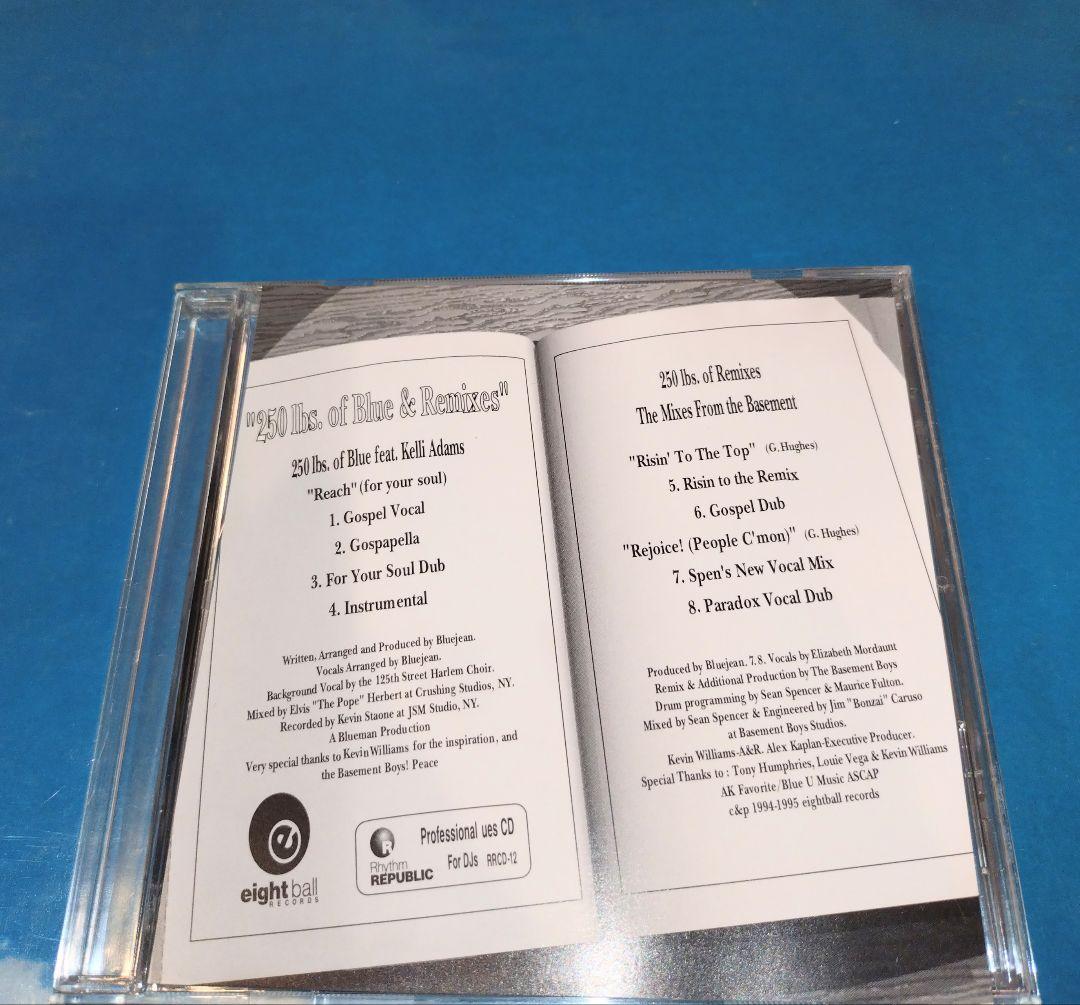 "250 lbs. of Blue & Remixes"
250 lbs. of Blue feat. Kelli Adams
"Reach" (for your soul)
1. Gospel Vocal
2. Gospapella
3. For Your Soul Dub
4. Instrumental
Written, Arranged and Produced by Bluejean.
Vocals Arranged by Bluejean.
Background Vocal by the 125th Street Harlem Choir.
Mixed by Elvis "The Pope" Herbert at Crushing Studios, NY.
Recorded by Kevin Staone at JSM Studio, NY.
A Blueman Production
Very special thanks to Kevin Williams for the inspiration, and
the Basement Boys! Peace
e
eight ball
RECORDS
R
Rhythm
REPUBLIC
Professional ues CD
For DJs RRCD-12
250 lbs. of Remixes
The Mixes From the Basement
"Risin' To The Top" (G.Hughes)
5. Risin to the Remix
6. Gospel Dub
"Rejoice! (People C'mon)" (G. Hughes)
7. Spen's New Vocal Mix
8. Paradox Vocal Dub
Produced by Bluejean. 7.8. Vocals by Elizabeth Mordaunt
Remix & Additional Production by The Basement Boys
Drum programming by Sean Spencer & Maurice Fulton.
Mixed by Sean Spencer & Engineered by Jim "Bonzai" Caruso
at Basement Boys Studios.
Kevin Williams-A&R. Alex Kaplan-Executive Producer.
Special Thanks to : Tony Humphries, Louie Vega & Kevin Williams
AK Favorite/Blue U Music ASCAP
c&p 1994-1995 eightball records